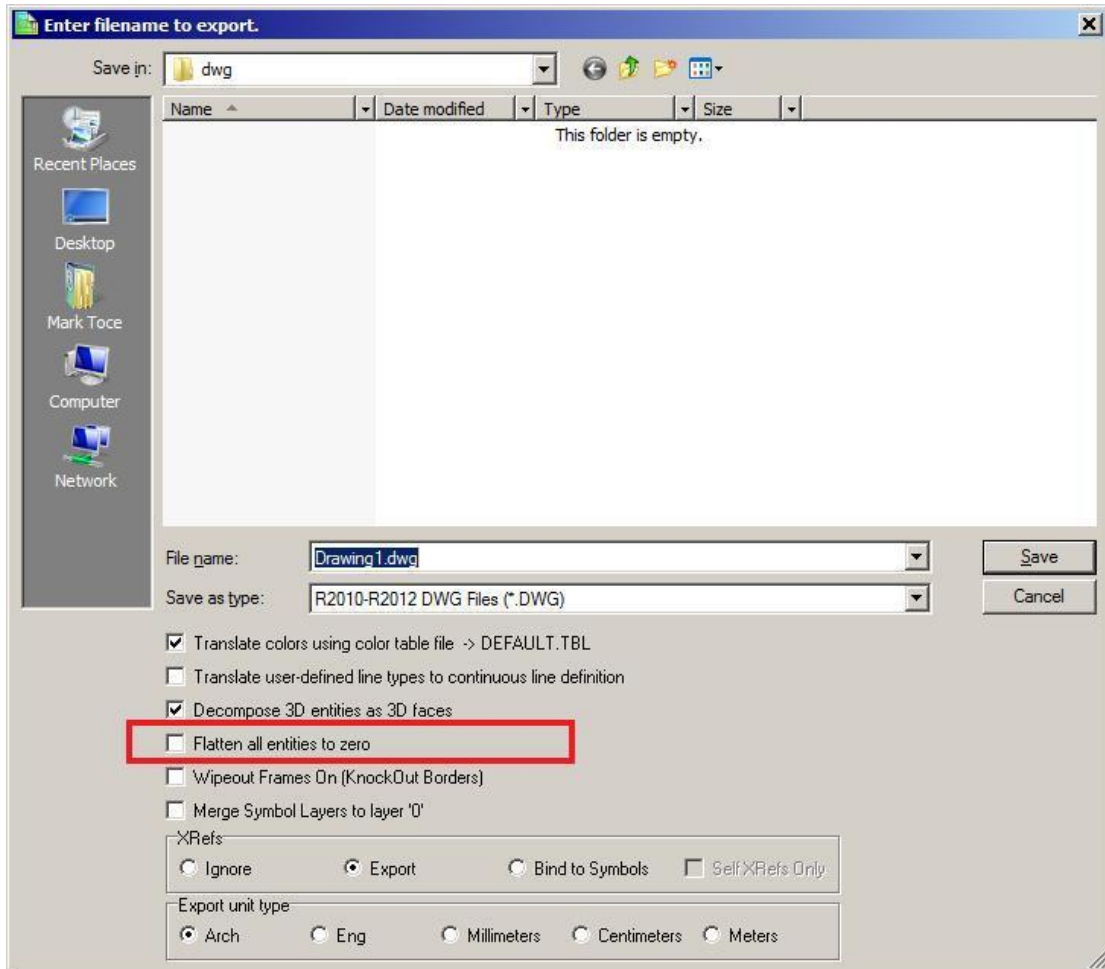 Enter filename to export.
Save in: dwg
Name Date modified Type Size
This folder is empty.
Recent Places
Desktop
Mark Toce
Computer
Network
File name: Drawing1.dwg Save
Save as type: R2010-R2012 DWG Files (*.DWG) Cancel
Translate colors using color table file -> DEFAULT.TBL
Translate user-defined line types to continuous line definition
Decompose 3D entities as 3D faces
Flatten all entities to zero
Wipeout Frames On (KnockOut Borders)
Merge Symbol Layers to layer '0'
XRefs
Ignore Export Bind to Symbols Self XRefs Only
Export unit type
Arch Eng Millimeters Centimeters Meters